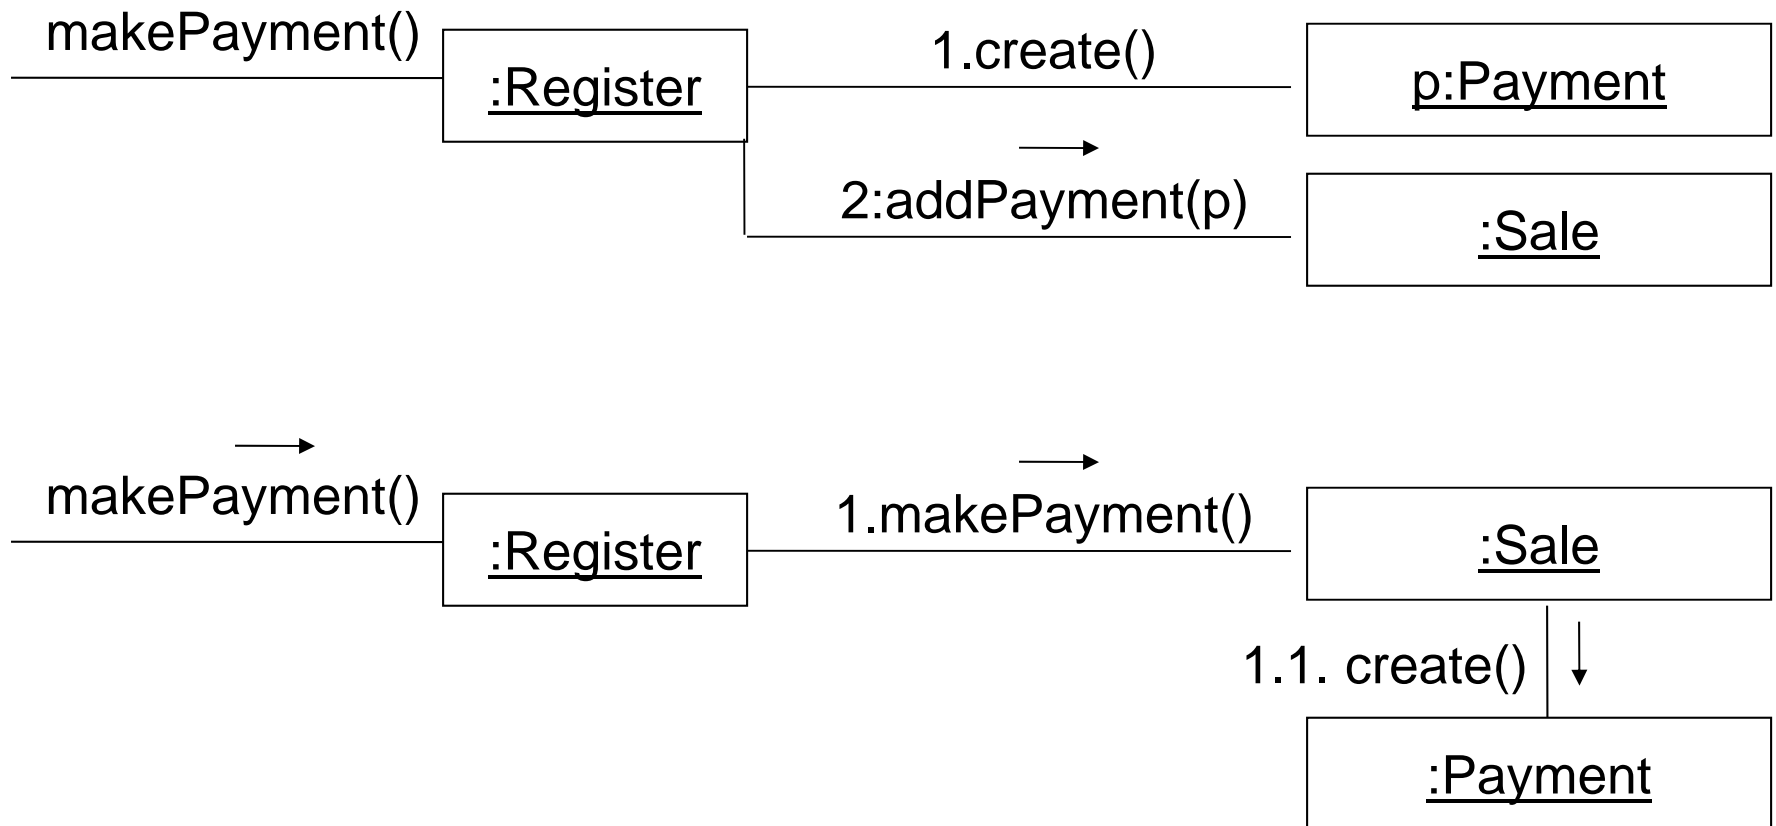 makePayment()
:Register
1.create()
p:Payment
2:addPayment(p)
:Sale
makePayment()
:Register
1.makePayment()
:Sale
1.1. create()
:Payment